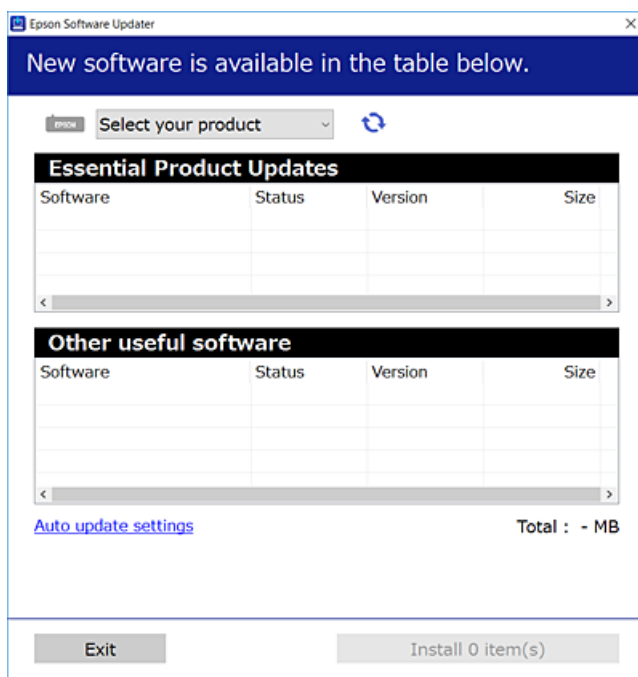 Epson Software Updater
New software is available in the table below.
EPSON Select your product
Essential Product Updates
Software Status Version Size
Other useful software
Software Status Version Size
Auto update settings Total : - MB
Exit Install 0 item(s)